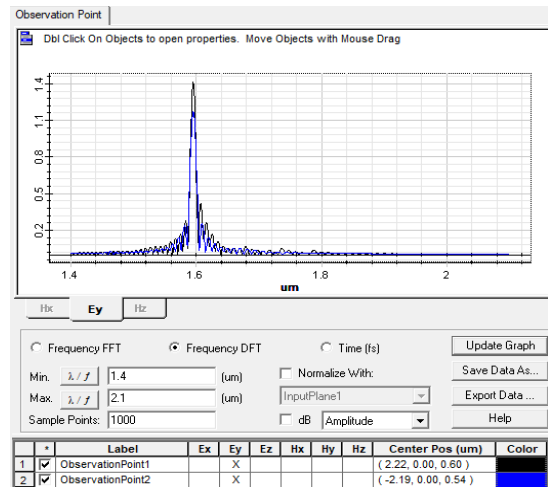 Observation Point
Dbl Click On Objects to open properties. Move Objects with Mouse Drag
1.4
1.1
0.8
0.5
0.2
1.4 1.6 1.8 2
um
Hx Ey Hz
Frequency FFT Frequency DFT Time (fs) Update Graph
Min. λ / f 1.4 (um) Normalize With: Save Data As...
Max. λ / f 2.1 (um) InputPlane1 Export Data ...
Sample Points: 1000 dB Amplitude Help
* Label Ex Ey Ez Hx Hy Hz Center Pos (um) Color
1 ObservationPoint1 X ( 2.22, 0.00, 0.60 )
2 ObservationPoint2 X ( -2.19, 0.00, 0.54 )